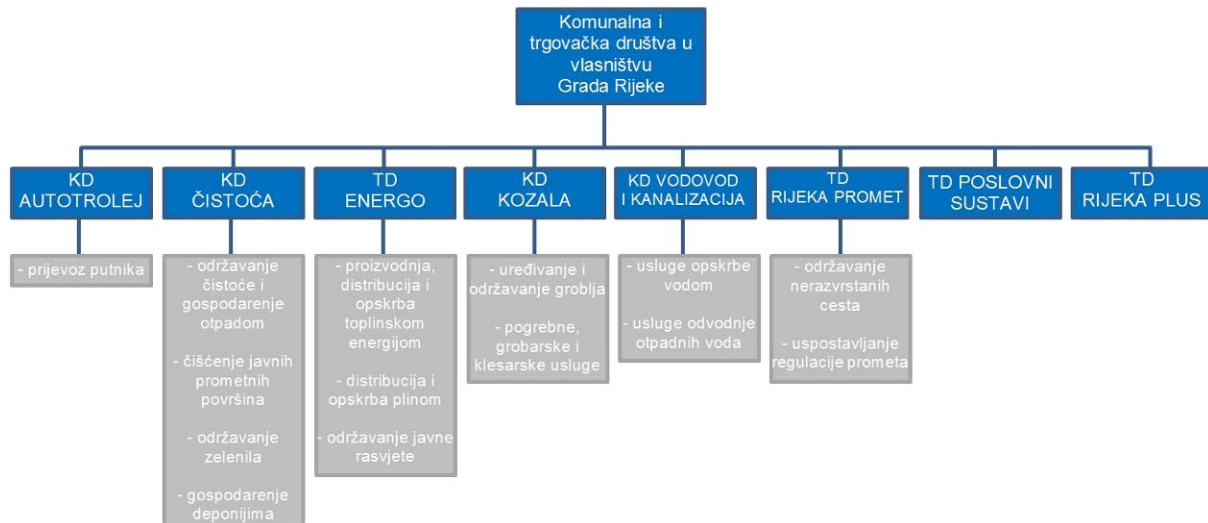 Komunalna i
trgovačka društva u
vlasništvu
Grada Rijeke
KD
AUTOTROLEJ
KD
ČISTOĆA
TD
ENERGO
KD
KOZALA
KD VODOVOD
I KANALIZACIJA
TD
RIJEKA PROMET
TD POSLOVNI
SUSTAVI
TD
RIJEKA PLUS
- prijevoz putnika
- održavanje
čistoće i
gospodarenje
otpadom
- čišćenje javnih
prometnih
površina
- održavanje
zelenila
- gospodarenje
deponijima
- proizvodnja,
distribucija i
opskrba
toplinskom
energijom
- distribucija i
opskrba plinom
- održavanje javne
rasvjete
- uređivanje i
održavanje groblja
- pogrebne,
grobarske i
klesarske usluge
- usluge opskrbe
vodom
- usluge odvodnje
otpadnih voda
- održavanje
nerazvrstanih
cesta
- uspostavljanje
regulacije prometa